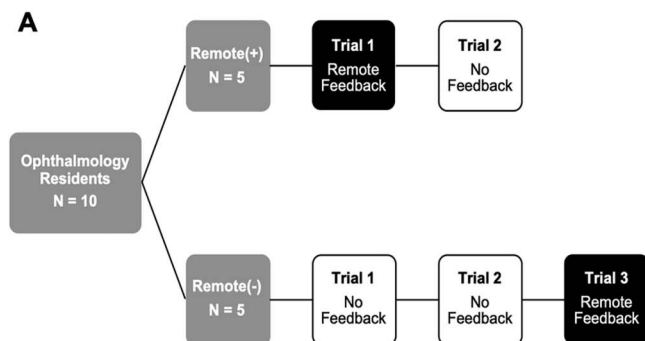 A
Remote(+)
N = 5
Trial 1
Remote
Feedback
Trial 2
No
Feedback
Ophthalmology
Residents
N = 10
Remote(-)
N = 5
Trial 1
No
Feedback
Trial 2
No
Feedback
Trial 3
Remote
Feedback